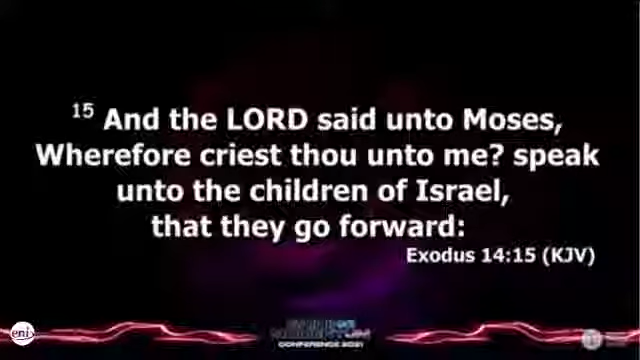 15 And the LORD said unto Moses,
Wherefore criest thou unto me? speak
unto the children of Israel,
that they go forward:
Exodus 14:15 (KJV)
eni
CONFERENCE 2021